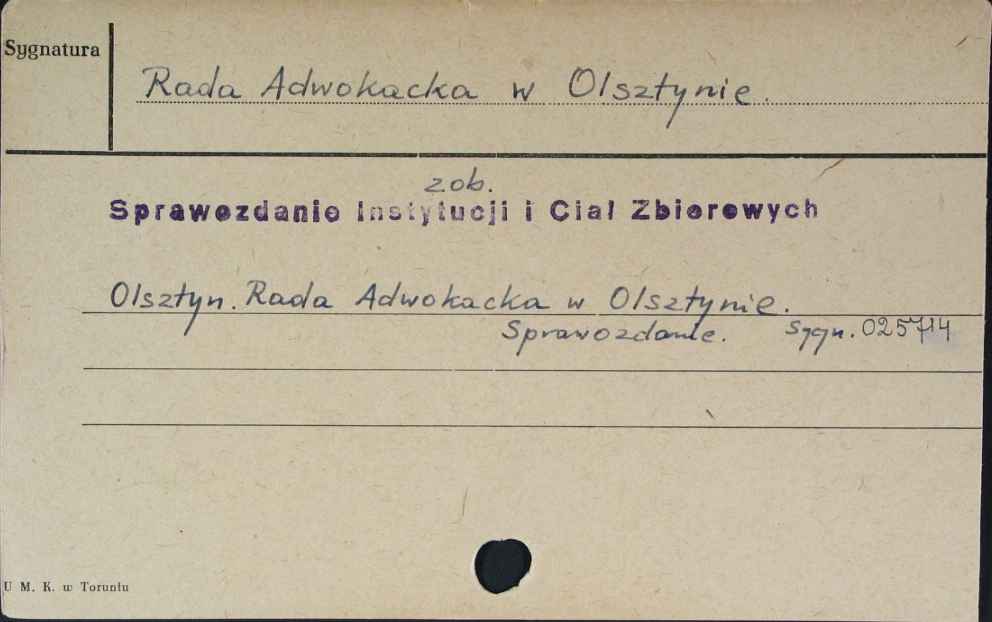 Sygnatura
Rada Adwokacka w Olsztynie.
zob.
Sprawozdanie Instytucji i Ciał Zbiorowych
Olsztyn. Rada Adwokacka w Olsztynie.
Sprawozdanie. Sygn. 025714
U M. K. w Toruniu